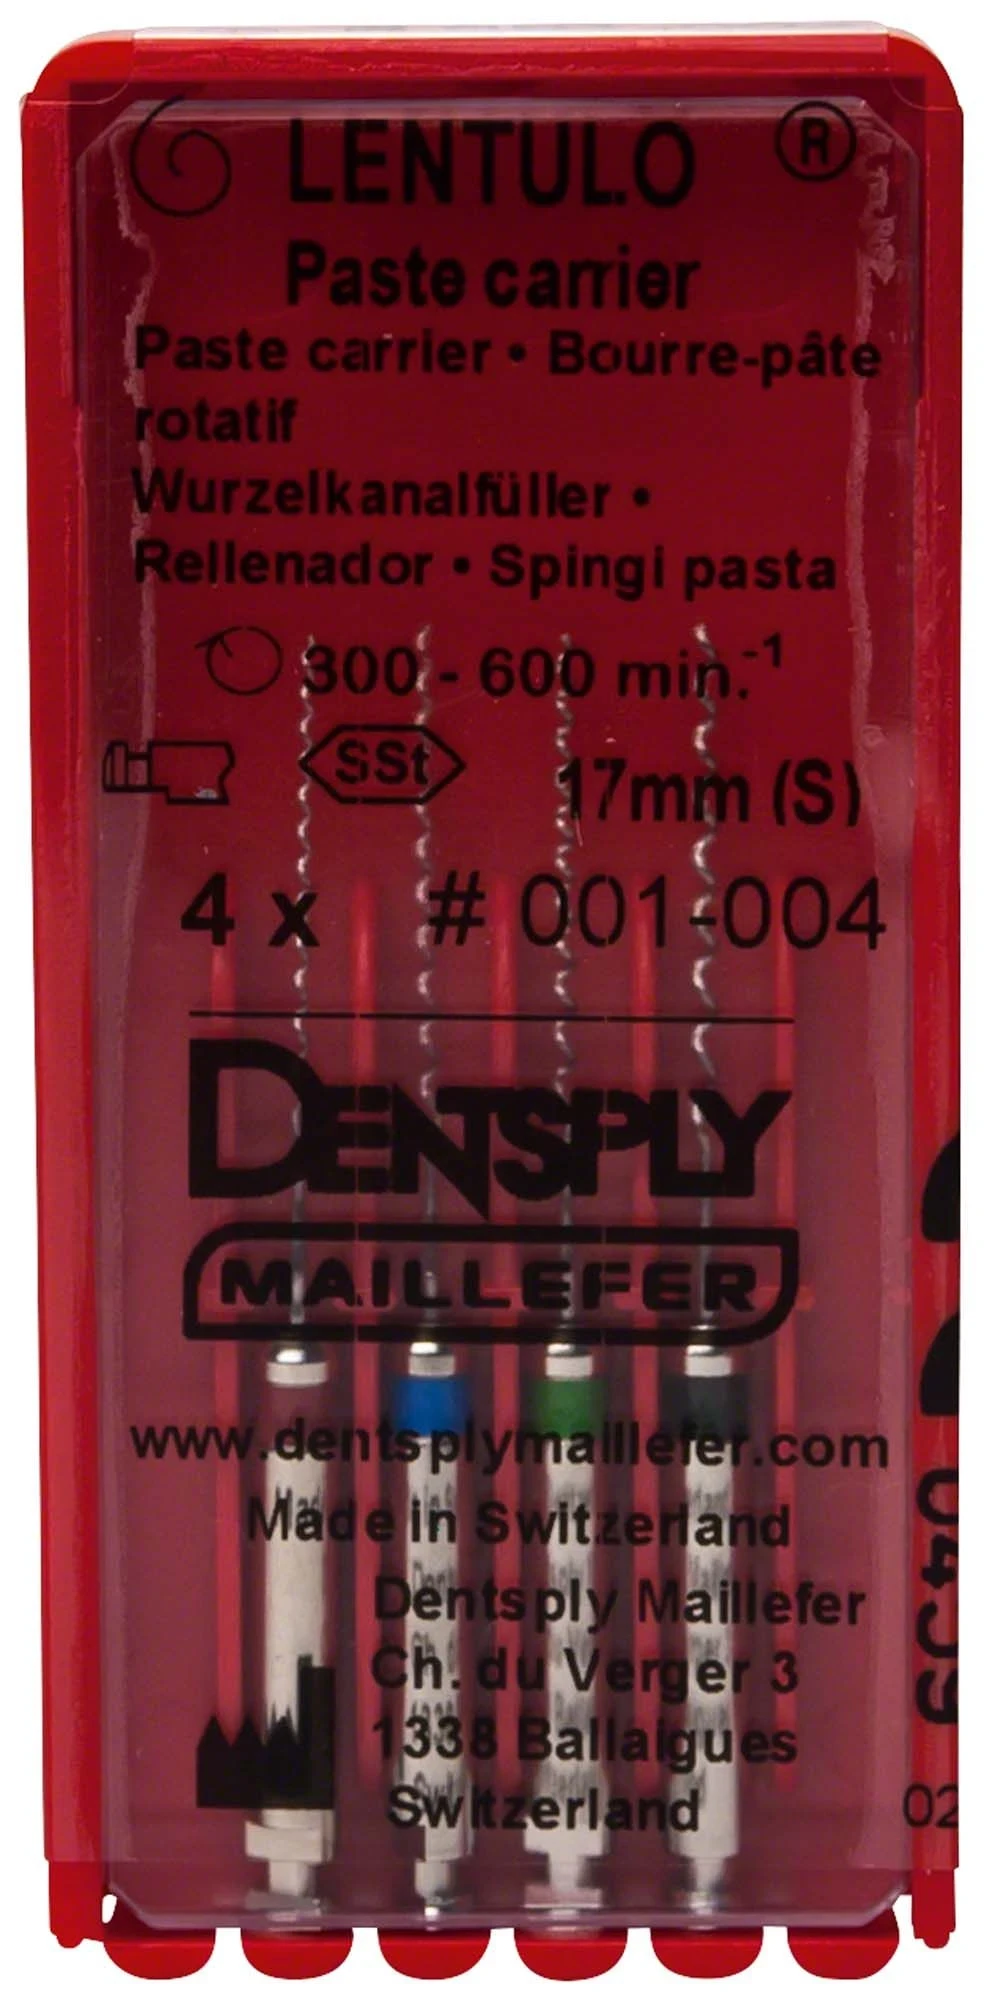 LENTULO ®
Paste carrier
Paste carrier • Bourre-pâte
rotatif
Wurzelkanalfüller •
Rellenador • Spingi pasta
300 - 600 min.⁻¹
SSt 17mm (S)
4 x # 001-004
DENTSPLY
MAILLEFER
www.dentsplymaillefer.com
Made in Switzerland
Dentsply Maillefer
Ch. du Verger 3
1338 Ballaigues
Switzerland
02